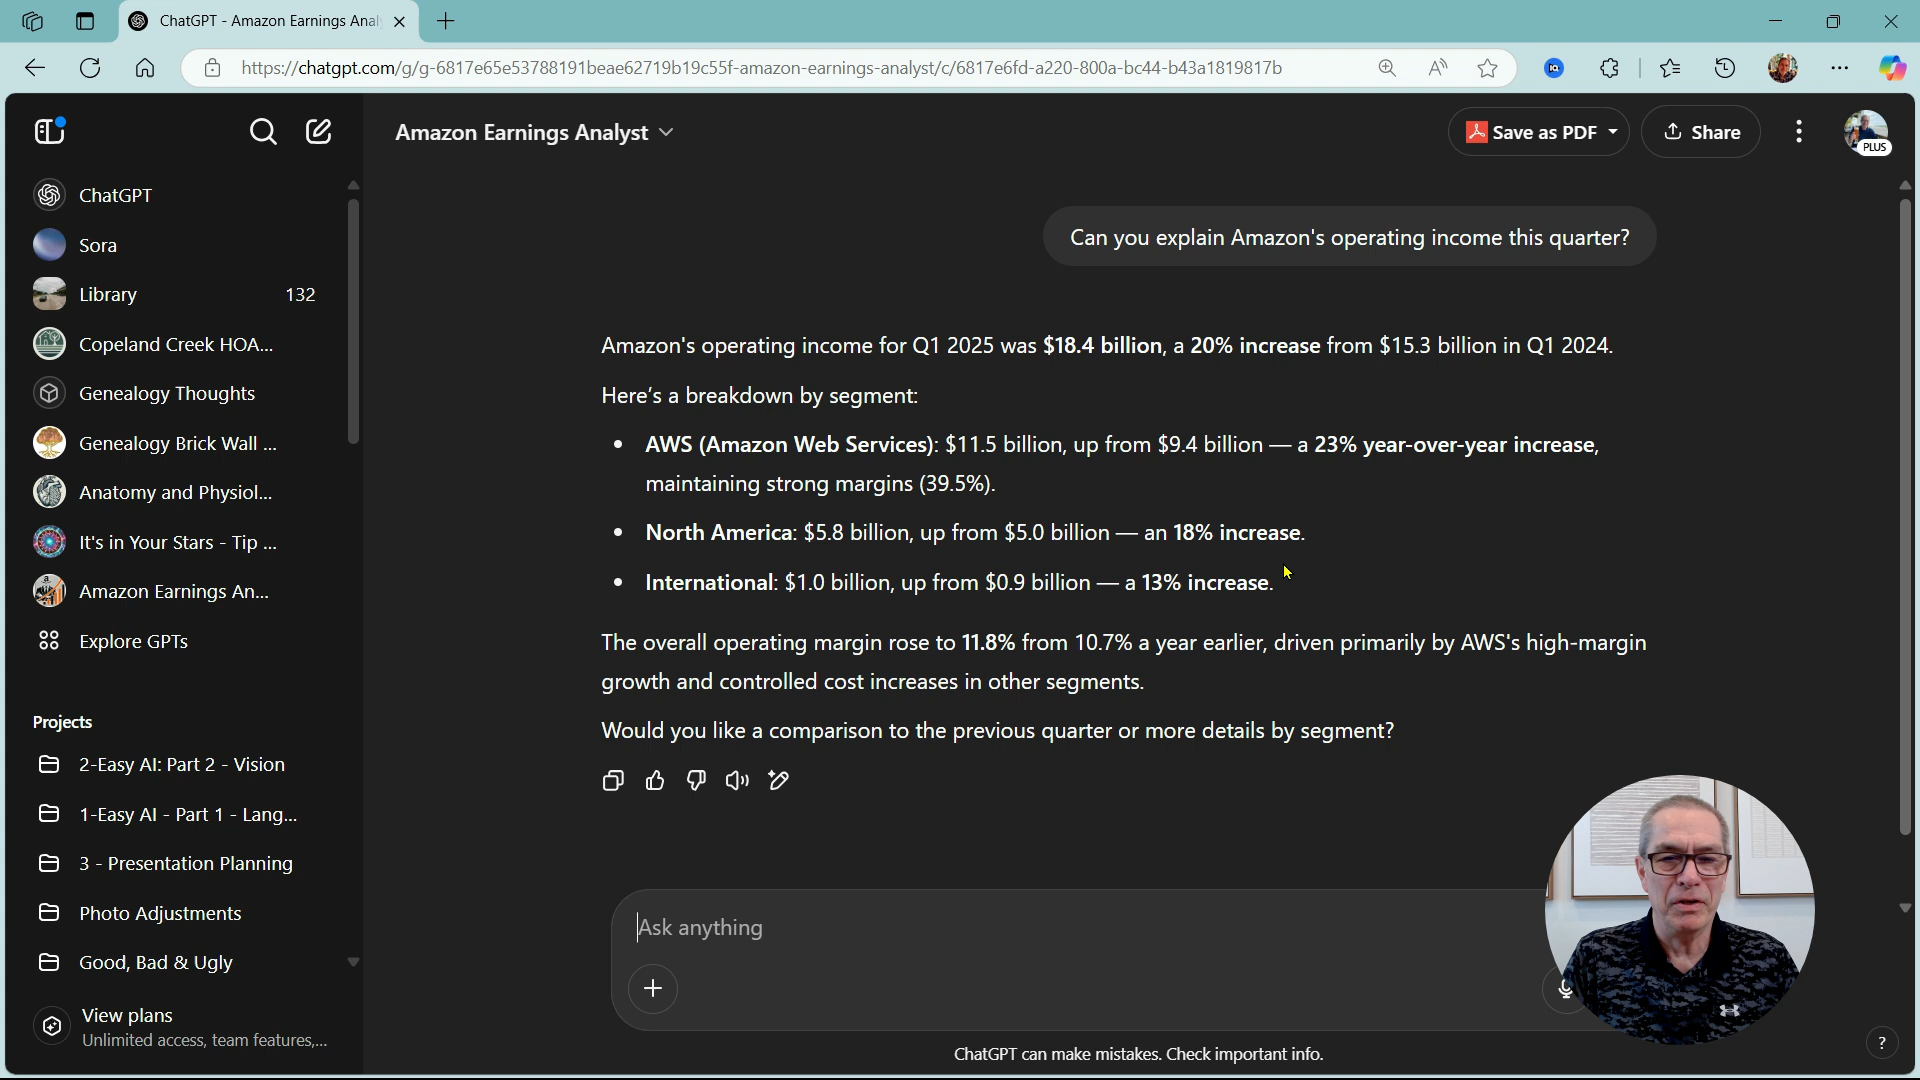 ChatGPT - Amazon Earnings Anal
https://chatgpt.com/g/g-6817e65e53788191beae62719b19c55f-amazon-earnings-analyst/c/6817e6fd-a220-800a-bc44-b43a1819817b
Amazon Earnings Analyst
Save as PDF
Share
PLUS
ChatGPT
Sora
Library 132
Copeland Creek HOA...
Genealogy Thoughts
Genealogy Brick Wall ...
Anatomy and Physiol...
It's in Your Stars - Tip ...
Amazon Earnings An...
Explore GPTs
Projects
2-Easy AI: Part 2 - Vision
1-Easy AI - Part 1 - Lang...
3 - Presentation Planning
Photo Adjustments
Good, Bad & Ugly
View plans
Unlimited access, team features,...
Can you explain Amazon's operating income this quarter?
Amazon's operating income for Q1 2025 was $18.4 billion, a 20% increase from $15.3 billion in Q1 2024.
Here's a breakdown by segment:
• AWS (Amazon Web Services): $11.5 billion, up from $9.4 billion — a 23% year-over-year increase,
maintaining strong margins (39.5%).
• North America: $5.8 billion, up from $5.0 billion — an 18% increase.
• International: $1.0 billion, up from $0.9 billion — a 13% increase.
The overall operating margin rose to 11.8% from 10.7% a year earlier, driven primarily by AWS's high-margin
growth and controlled cost increases in other segments.
Would you like a comparison to the previous quarter or more details by segment?
Ask anything
ChatGPT can make mistakes. Check important info.
?